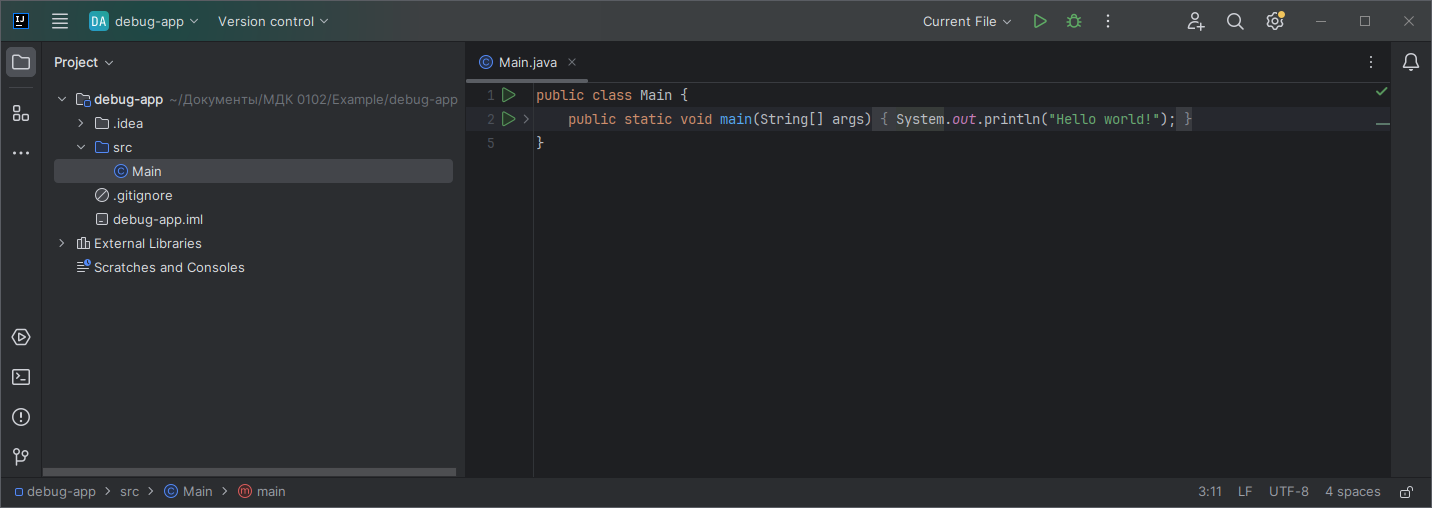 IJ
DA debug-app Version control Current File
Project
Main.java
debug-app ~/Документы/МДК 0102/Example/debug-app
.idea
src
Main
.gitignore
debug-app.iml
External Libraries
Scratches and Consoles
1 public class Main {
2 public static void main(String[] args) { System.out.println("Hello world!"); }
5 }
debug-app > src > Main > main 3:11 LF UTF-8 4 spaces